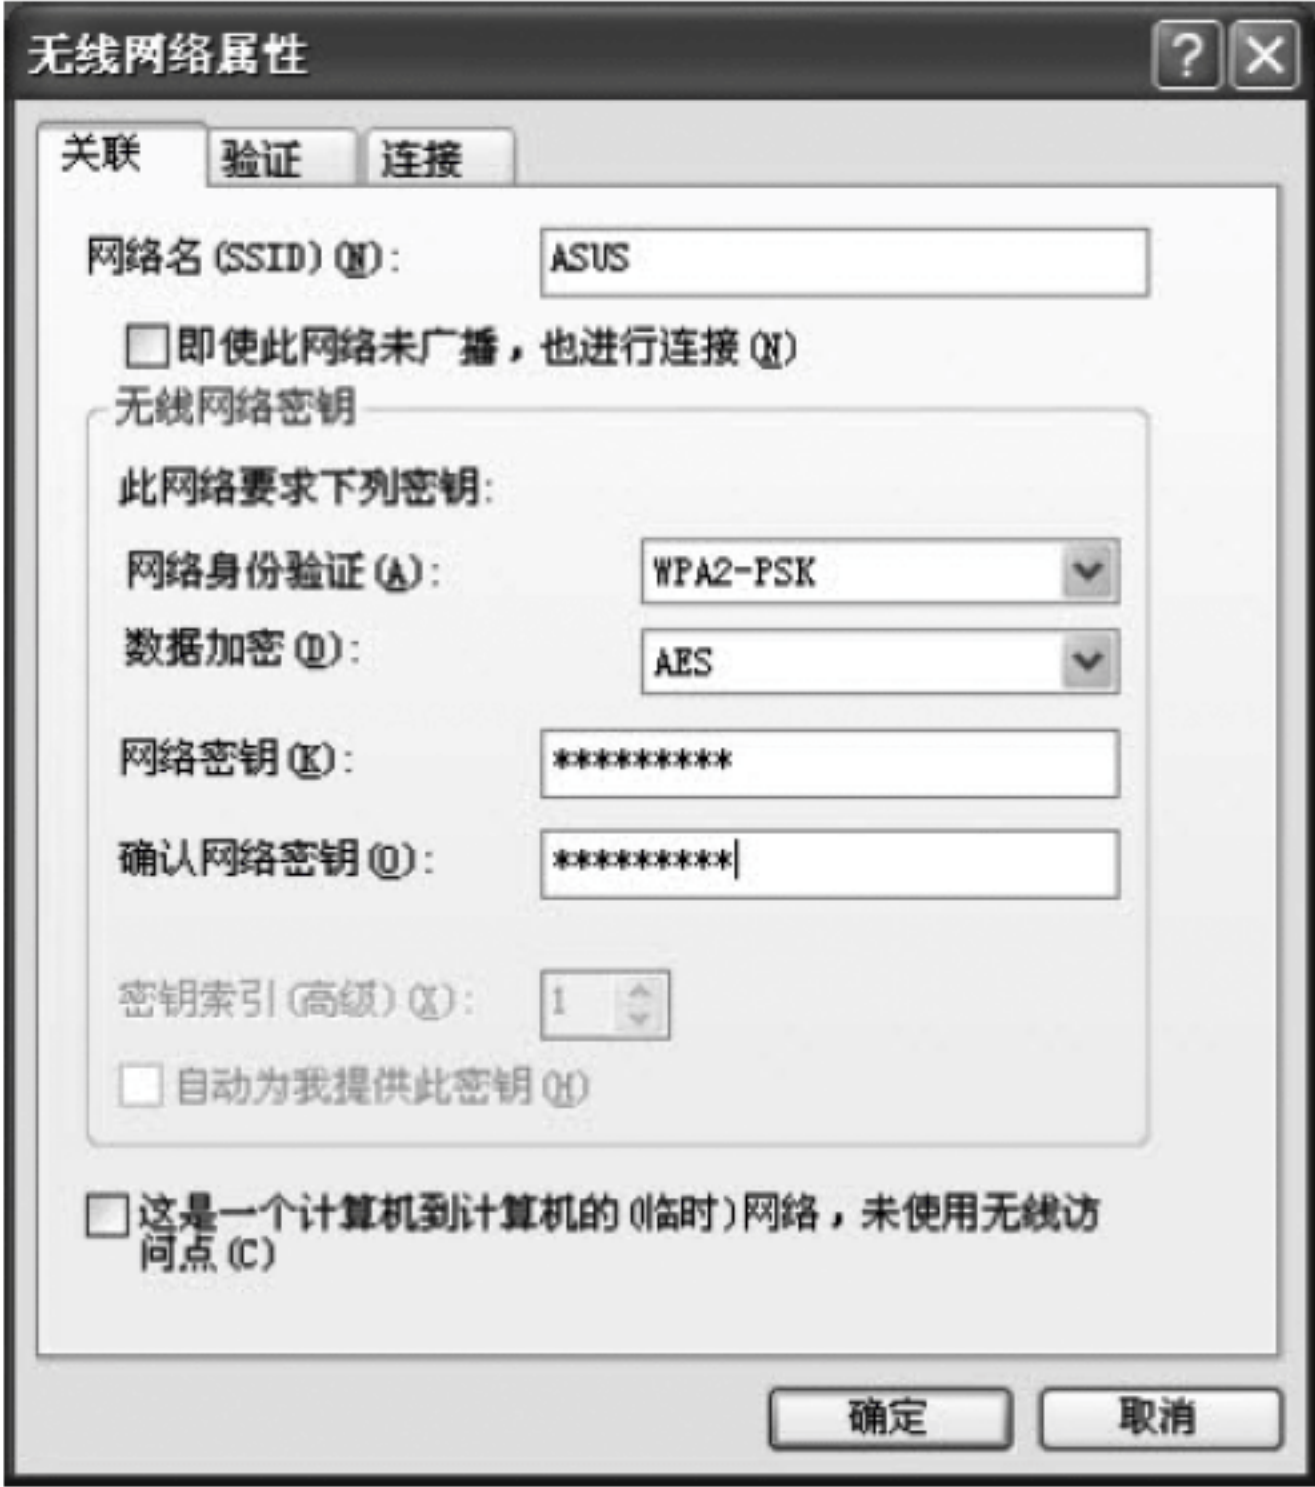 无线网络属性
关联 验证 连接
网络名(SSID)(N): ASUS
即使此网络未广播，也进行连接(N)
无线网络密钥
此网络要求下列密钥:
网络身份验证(A): WPA2-PSK
数据加密(D): AES
网络密钥(K): *********
确认网络密钥(O): *********
密钥索引(高级)(X): 1
自动为我提供此密钥(H)
这是一个计算机到计算机的(临时)网络，未使用无线访
问点(C)
确定 取消